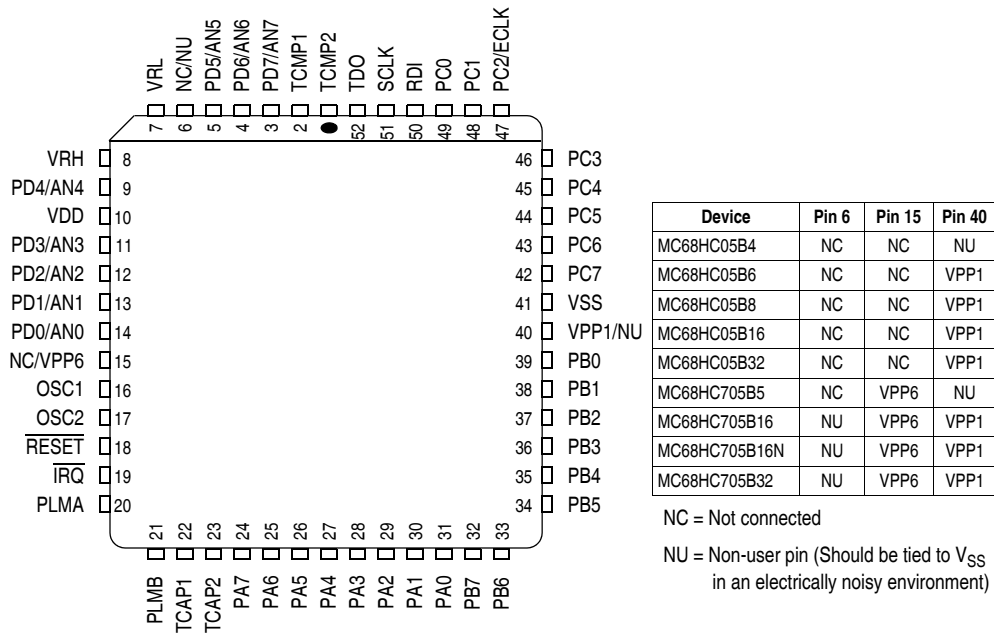 VRL
NC/NU
PD5/AN5
PD6/AN6
PD7/AN7
TCMP1
TCMP2
TDO
SCLK
RDI
PC0
PC1
PC2/ECLK
7
6
5
4
3
2
52
51
50
49
48
47
VRH 8
PD4/AN4 9
VDD 10
PD3/AN3 11
PD2/AN2 12
PD1/AN1 13
PD0/AN0 14
NC/VPP6 15
OSC1 16
OSC2 17
RESET 18
IRQ 19
PLMA 20
46 PC3
45 PC4
44 PC5
43 PC6
42 PC7
41 VSS
40 VPP1/NU
39 PB0
38 PB1
37 PB2
36 PB3
35 PB4
34 PB5
21
22
23
24
25
26
27
28
29
30
31
32
33
PLMB
TCAP1
TCAP2
PA7
PA6
PA5
PA4
PA3
PA2
PA1
PA0
PB7
PB6
Device Pin 6 Pin 15 Pin 40
MC68HC05B4 NC NC NU
MC68HC05B6 NC NC VPP1
MC68HC05B8 NC NC VPP1
MC68HC05B16 NC NC VPP1
MC68HC05B32 NC NC VPP1
MC68HC705B5 NC VPP6 NU
MC68HC705B16 NU VPP6 VPP1
MC68HC705B16N NU VPP6 VPP1
MC68HC705B32 NU VPP6 VPP1
NC = Not connected
NU = Non-user pin (Should be tied to VSS
in an electrically noisy environment)